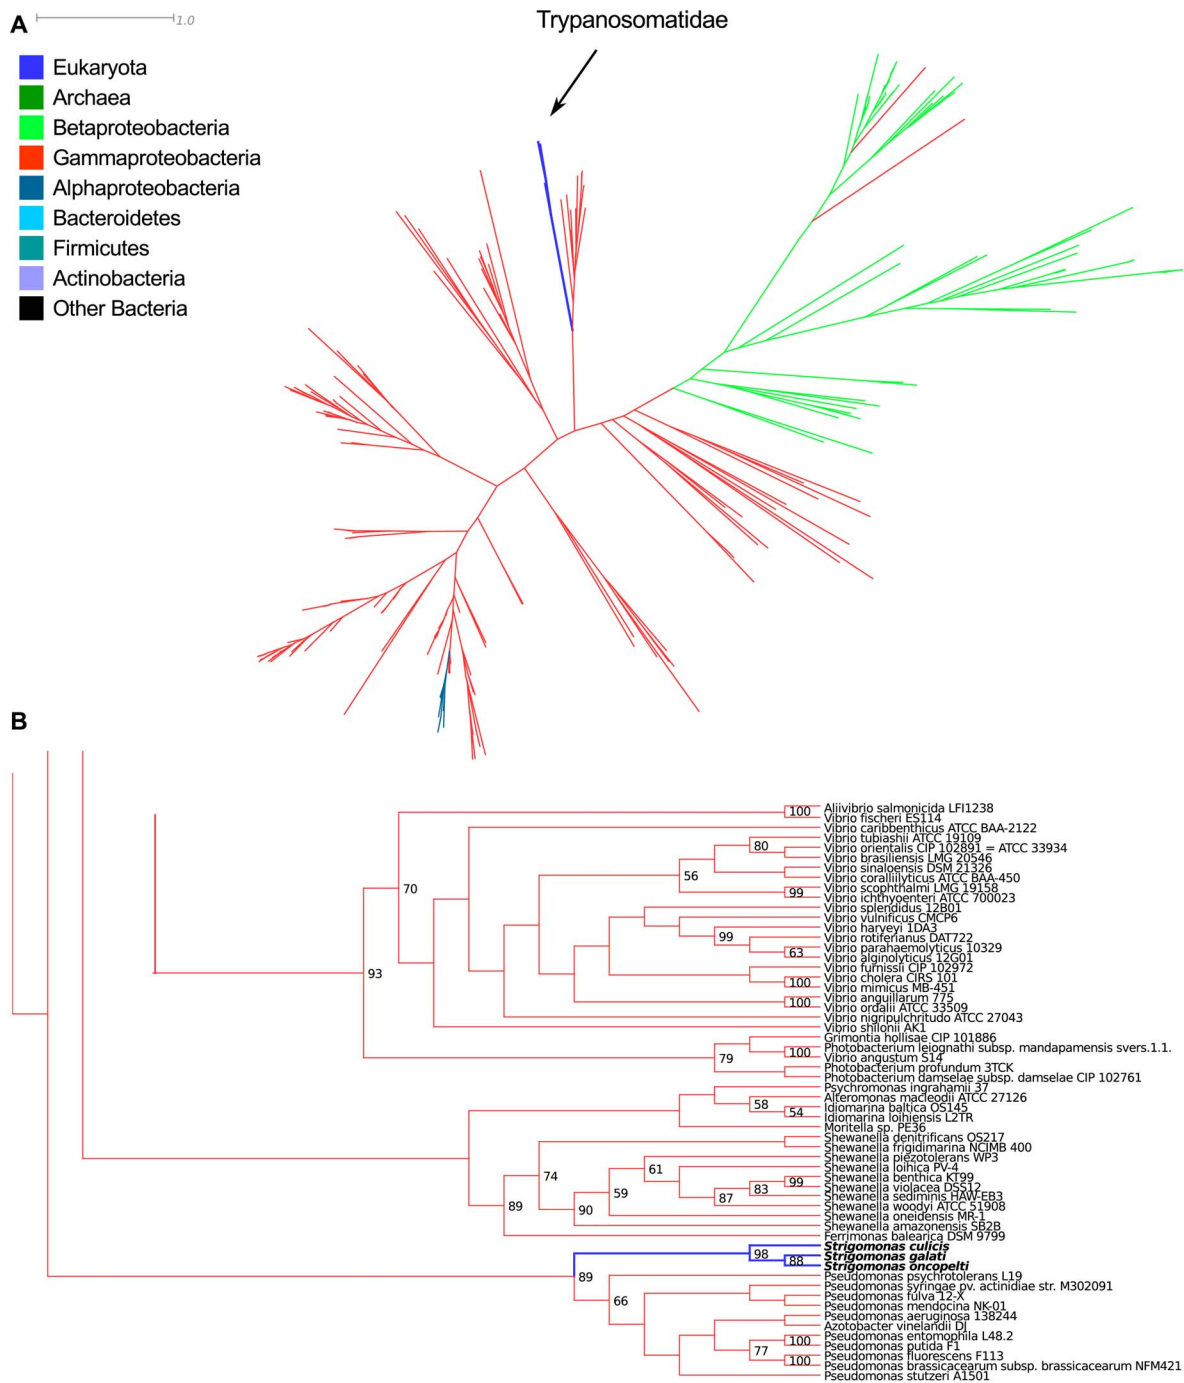 A
1.0
Trypanosomatidae
Eukaryota
Archaea
Betaproteobacteria
Gammaproteobacteria
Alphaproteobacteria
Bacteroidetes
Firmicutes
Actinobacteria
Other Bacteria
B
100
Aliivibrio salmonicida LFI1238
Vibrio fischeri ES114
Vibrio caribbenthicus ATCC BAA-2122
Vibrio tubiashii ATCC 19109
80
Vibrio orientalis CIP 102891 = ATCC 33934
Vibrio brasiliensis LMG 20546
Vibrio sinaloensis DSM 21326
56
Vibrio coralliilyticus ATCC BAA-450
Vibrio scophthalmi LMG 19158
70
99
Vibrio ichthyoenteri ATCC 700023
Vibrio splendidus 12B01
Vibrio vulnificus CMCP6
Vibrio harveyi 1DA3
99
Vibrio rotiferianus DAT722
Vibrio parahaemolyticus 10329
63
Vibrio alginolyticus 12G01
Vibrio furnissii CIP 102972
93
Vibrio cholera CIRS 101
100
Vibrio mimicus MB-451
Vibrio anguillarum 775
100
Vibrio ordalii ATCC 33509
Vibrio nigripulchritudo ATCC 27043
Vibrio shilonii AK1
Grimontia hollisae CIP 101886
100
Photobacterium leiognathi subsp. mandapamensis svers.1.1.
79
Vibrio angustum S14
Photobacterium profundum 3TCK
Photobacterium damselae subsp. damselae CIP 102761
Psychromonas ingrahamii 37
Alteromonas macleodii ATCC 27126
58
Idiomarina baltica OS145
54
Idiomarina loihiensis L2TR
Moritella sp. PE36
Shewanella denitrificans OS217
Shewanella frigidimarina NCIMB 400
Shewanella piezotolerans WP3
61
Shewanella loihica PV-4
74
Shewanella benthica KT99
99
83
Shewanella violacea DSS12
59
87
Shewanella sediminis HAW-EB3
89
Shewanella woodyi ATCC 51908
90
Shewanella oneidensis MR-1
Shewanella amazonensis SB2B
Ferrimonas balearica DSM 9799
Strigomonas culicis
98
Strigomonas galati
88
Strigomonas oncopelti
89
Pseudomonas psychrotolerans L19
Pseudomonas syringae pv. actinidiae str. M302091
Pseudomonas fulva 12-X
66
Pseudomonas mendocina NK-01
Pseudomonas aeruginosa 138244
Azotobacter vinelandii DJ
Pseudomonas entomophila L48.2
100
Pseudomonas putida F1
77
Pseudomonas fluorescens F113
100
Pseudomonas brassicacearum subsp. brassicacearum NFM421
Pseudomonas stutzeri A1501